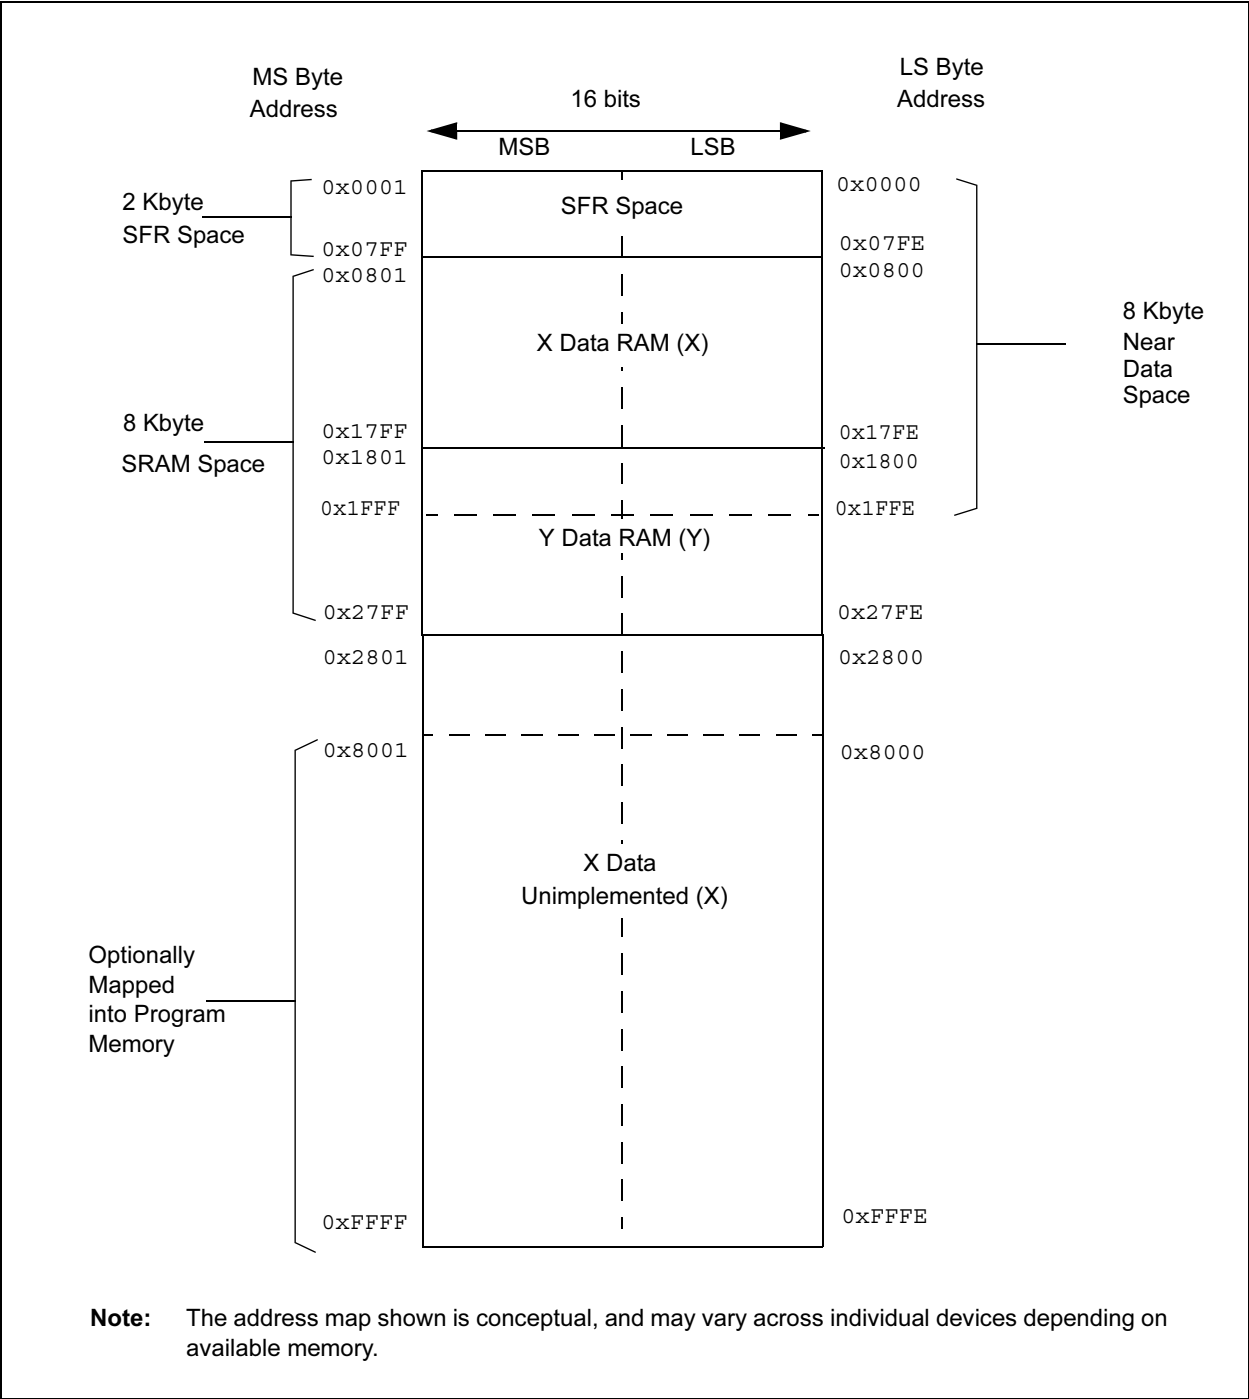 MS Byte
Address
16 bits
LS Byte
Address
MSB
LSB
2 Kbyte
SFR Space
0x0001
0x07FF
SFR Space
0x0000
0x07FE
0x0801
0x0800
8 Kbyte
Near
Data
Space
X Data RAM (X)
8 Kbyte
SRAM Space
0x17FF
0x17FE
0x1801
0x1800
0x1FFF
0x1FFE
Y Data RAM (Y)
0x27FF
0x27FE
0x2801
0x2800
0x8001
0x8000
X Data
Unimplemented (X)
Optionally
Mapped
into Program
Memory
0xFFFF
0xFFFE
Note: The address map shown is conceptual, and may vary across individual devices depending on
available memory.